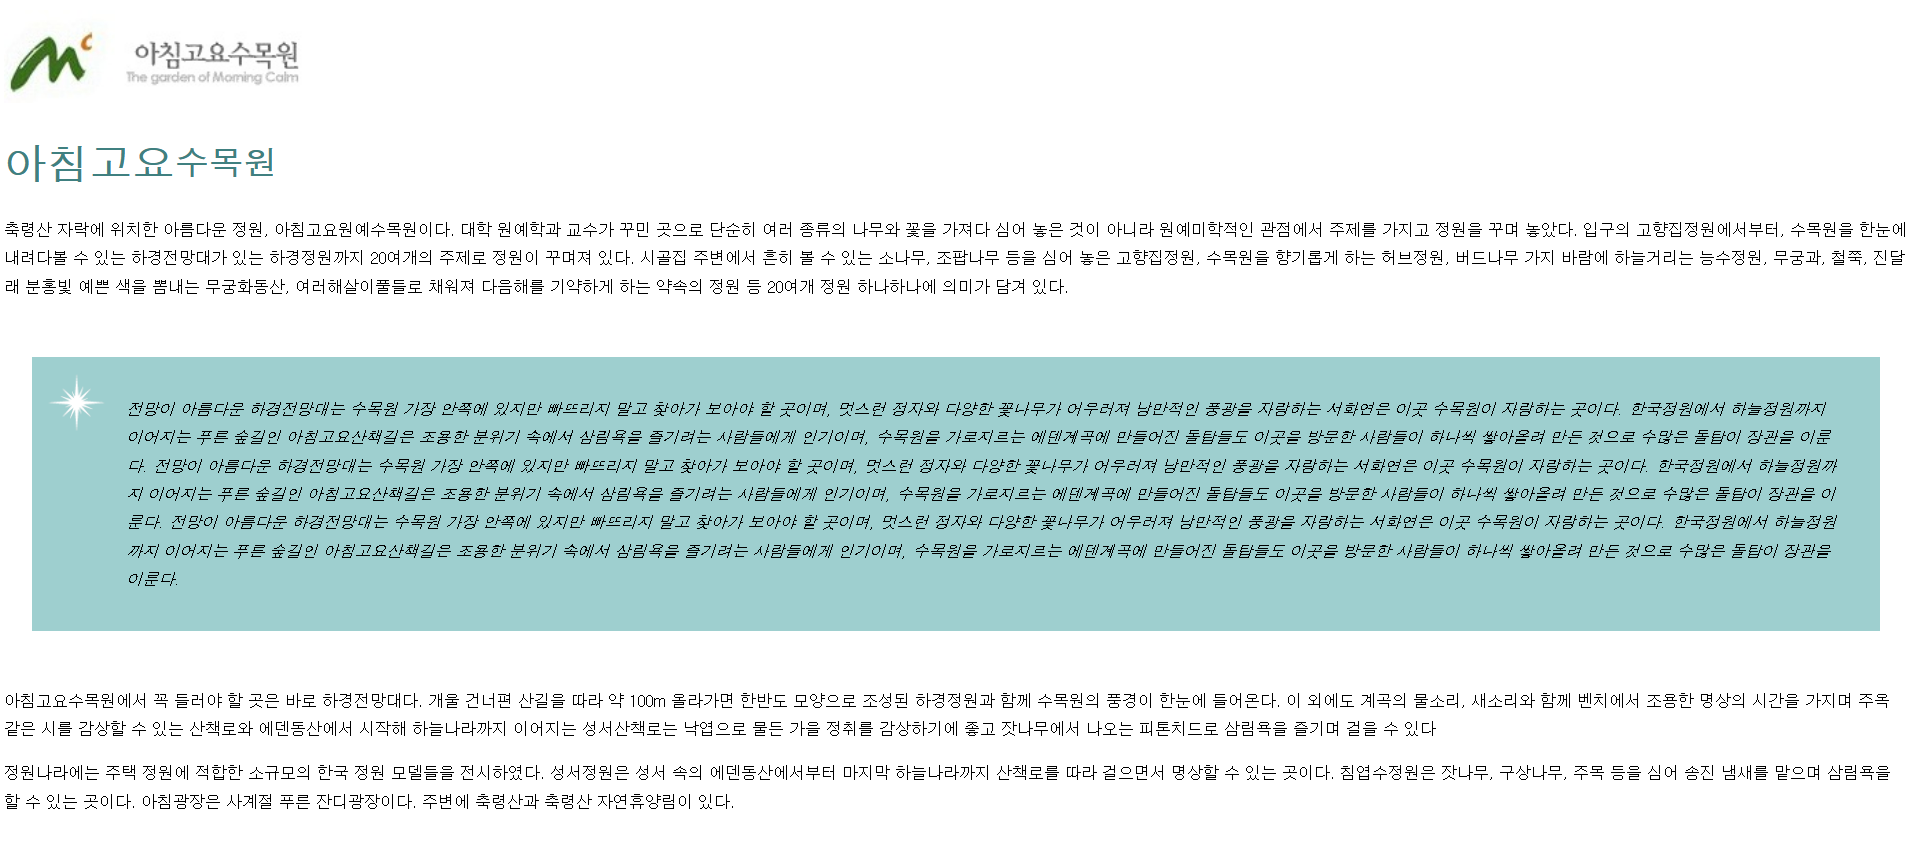 아침고요수목원
The garden of Morning Calm
아침고요수목원
축령산 자락에 위치한 아름다운 정원, 아침고요원예수목원이다. 대학 원예학과 교수가 꾸민 곳으로 단순히 여러 종류의 나무와 꽃을 가져다 심어 놓은 것이 아니라 원예미학적인 관점에서 주제를 가지고 정원을 꾸며 놓았다. 입구의 고향집정원에서부터, 수목원을 한눈에
내려다볼 수 있는 하경전망대가 있는 하경정원까지 20여개의 주제로 정원이 꾸며져 있다. 시골집 주변에서 흔히 볼 수 있는 소나무, 조팝나무 등을 심어 놓은 고향집정원, 수목원을 향기롭게 하는 허브정원, 버드나무 가지 바람에 하늘거리는 능수정원, 무궁과, 철쭉, 진달
래 분홍빛 예쁜 색을 뽐내는 무궁화동산, 여러해살이풀들로 채워져 다음해를 기약하게 하는 약속의 정원 등 20여개 정원 하나하나에 의미가 담겨 있다.
전망이 아름다운 하경전망대는 수목원 가장 안쪽에 있지만 빠뜨리지 말고 찾아가 보아야 할 곳이며, 멋스런 정자와 다양한 꽃나무가 어우러져 낭만적인 풍광을 자랑하는 서화연은 이곳 수목원이 자랑하는 곳이다. 한국정원에서 하늘정원까지
이어지는 푸른 숲길인 아침고요산책길은 조용한 분위기 속에서 삼림욕을 즐기려는 사람들에게 인기이며, 수목원을 가로지르는 에덴계곡에 만들어진 돌탑들도 이곳을 방문한 사람들이 하나씩 쌓아올려 만든 것으로 수많은 돌탑이 장관을 이룬
다. 전망이 아름다운 하경전망대는 수목원 가장 안쪽에 있지만 빠뜨리지 말고 찾아가 보아야 할 곳이며, 멋스런 정자와 다양한 꽃나무가 어우러져 낭만적인 풍광을 자랑하는 서화연은 이곳 수목원이 자랑하는 곳이다. 한국정원에서 하늘정원까
지 이어지는 푸른 숲길인 아침고요산책길은 조용한 분위기 속에서 삼림욕을 즐기려는 사람들에게 인기이며, 수목원을 가로지르는 에덴계곡에 만들어진 돌탑들도 이곳을 방문한 사람들이 하나씩 쌓아올려 만든 것으로 수많은 돌탑이 장관을 이
룬다. 전망이 아름다운 하경전망대는 수목원 가장 안쪽에 있지만 빠뜨리지 말고 찾아가 보아야 할 곳이며, 멋스런 정자와 다양한 꽃나무가 어우러져 낭만적인 풍광을 자랑하는 서화연은 이곳 수목원이 자랑하는 곳이다. 한국정원에서 하늘정원
까지 이어지는 푸른 숲길인 아침고요산책길은 조용한 분위기 속에서 삼림욕을 즐기려는 사람들에게 인기이며, 수목원을 가로지르는 에덴계곡에 만들어진 돌탑들도 이곳을 방문한 사람들이 하나씩 쌓아올려 만든 것으로 수많은 돌탑이 장관을
이룬다.
아침고요수목원에서 꼭 들러야 할 곳은 바로 하경전망대다. 개울 건너편 산길을 따라 약 100m 올라가면 한반도 모양으로 조성된 하경정원과 함께 수목원의 풍경이 한눈에 들어온다. 이 외에도 계곡의 물소리, 새소리와 함께 벤치에서 조용한 명상의 시간을 가지며 주옥
같은 시를 감상할 수 있는 산책로와 에덴동산에서 시작해 하늘나라까지 이어지는 성서산책로는 낙엽으로 물든 가을 정취를 감상하기에 좋고 잣나무에서 나오는 피톤치드로 삼림욕을 즐기며 걸을 수 있다
정원나라에는 주택 정원에 적합한 소규모의 한국 정원 모델들을 전시하였다. 성서정원은 성서 속의 에덴동산에서부터 마지막 하늘나라까지 산책로를 따라 걸으면서 명상할 수 있는 곳이다. 침엽수정원은 잣나무, 구상나무, 주목 등을 심어 송진 냄새를 맡으며 삼림욕을
할 수 있는 곳이다. 아침광장은 사계절 푸른 잔디광장이다. 주변에 축령산과 축령산 자연휴양림이 있다.